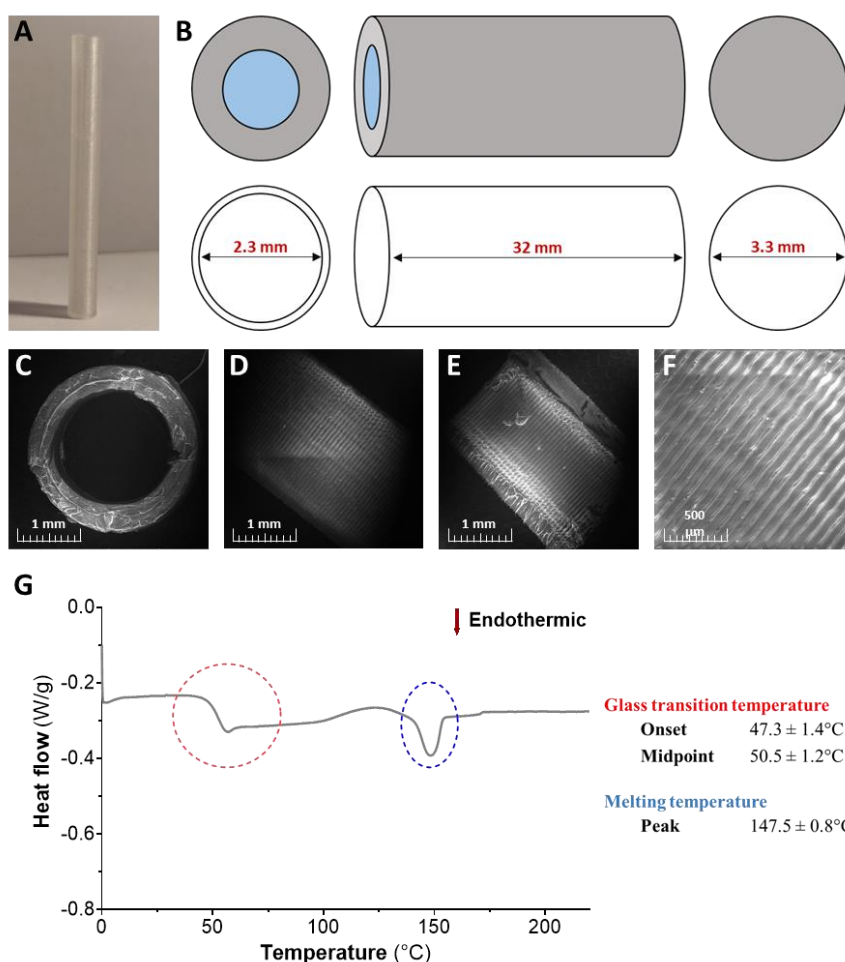 A
B
2.3 mm
32 mm
3.3 mm
C
1 mm
D
1 mm
E
1 mm
F
500
µm
G
0.0
-0.2
-0.4
-0.6
-0.8
Heat flow (W/g)
0
50
100
150
200
Temperature (°C)
Endothermic
Glass transition temperature
Onset 47.3 ± 1.4°C
Midpoint 50.5 ± 1.2°C
Melting temperature
Peak 147.5 ± 0.8°C